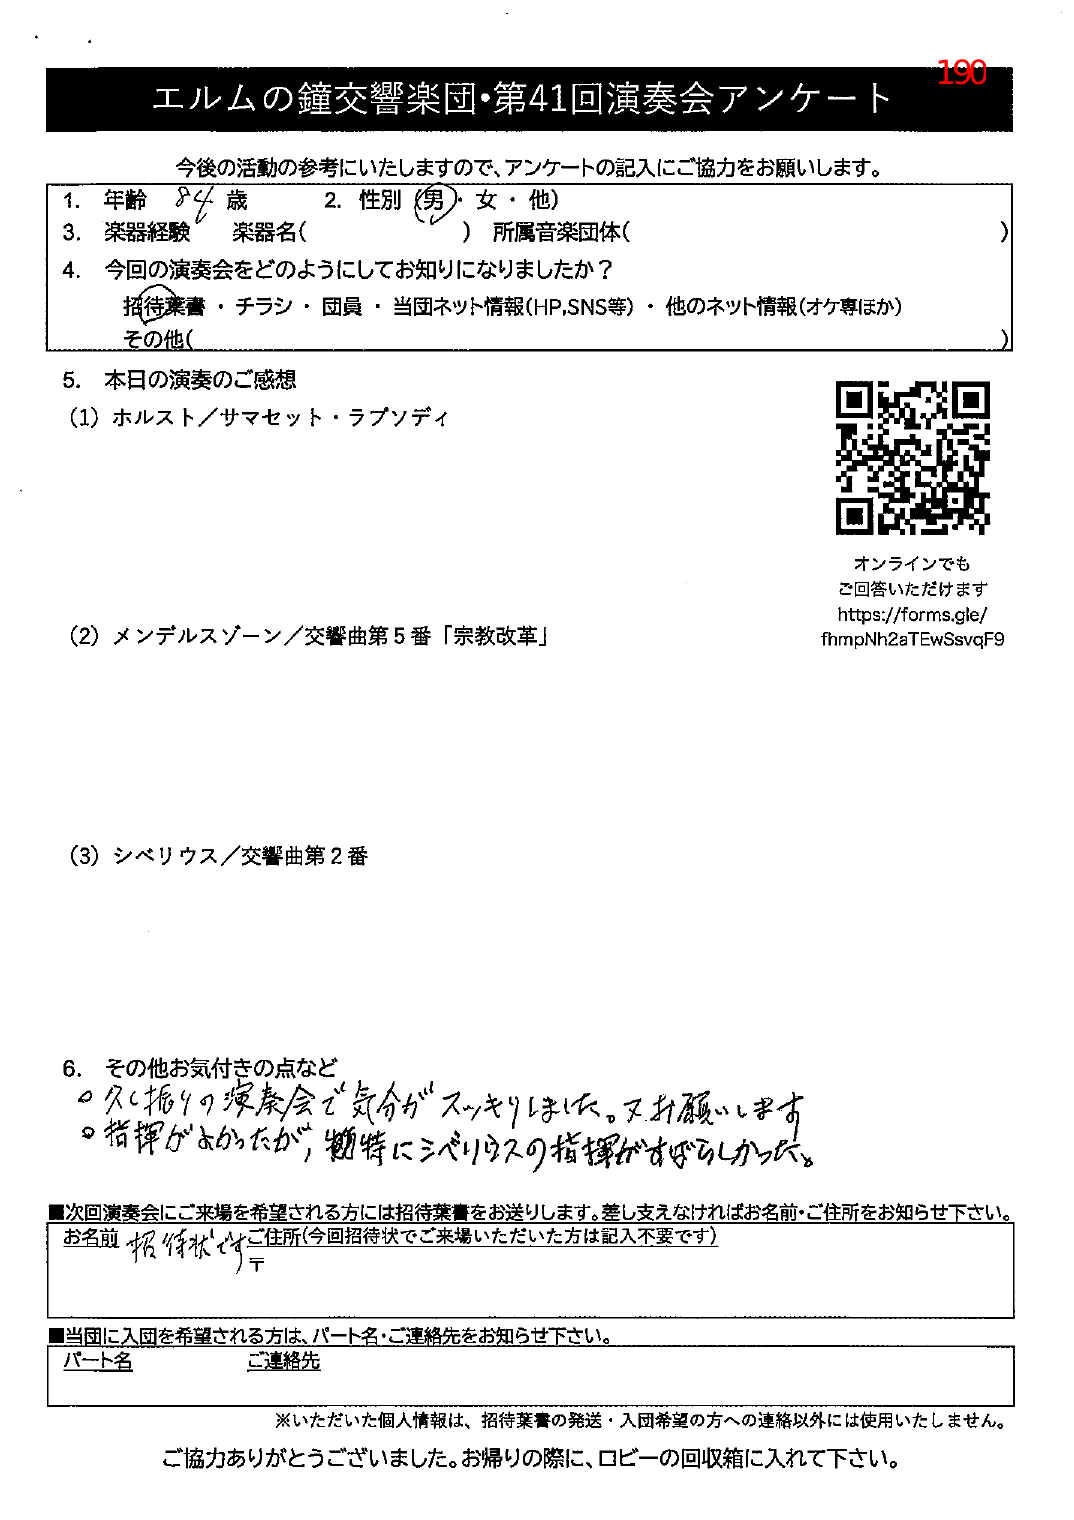 190
エルムの鐘交響楽団・第41回演奏会アンケート
今後の活動の参考にいたしますので、アンケートの記入にご協力をお願いします。
1. 年齢 84 歳 2. 性別 (男・女・他)
3. 楽器経験 楽器名( ) 所属音楽団体( )
4. 今回の演奏会をどのようにしてお知りになりましたか？
招待葉書 ・ チラシ ・ 団員 ・ 当団ネット情報(HP,SNS等) ・ 他のネット情報(オケ専ほか)
その他( )
5. 本日の演奏のご感想
(1) ホルスト／サマセット・ラプソディ
オンラインでも
ご回答いただけます
https://forms.gle/
fhmpNh2aTEwSsvqF9
(2) メンデルスゾーン／交響曲第5番「宗教改革」
(3) シベリウス／交響曲第2番
6. その他お気付きの点など
○久し振りの演奏会で気分がスッキリしました。又お願いします
○指揮がよかったが, 特にシベリウスの指揮がすばらしかった。
■次回演奏会にご来場を希望される方には招待葉書をお送りします。差し支えなければお名前・ご住所をお知らせ下さい。
お名前 招待状です ご住所(今回招待状でご来場いただいた方は記入不要です)
〒
■当団に入団を希望される方は、パート名・ご連絡先をお知らせ下さい。
パート名 ご連絡先
※いただいた個人情報は、招待葉書の発送・入団希望の方への連絡以外には使用いたしません。
ご協力ありがとうございました。お帰りの際に、ロビーの回収箱に入れて下さい。